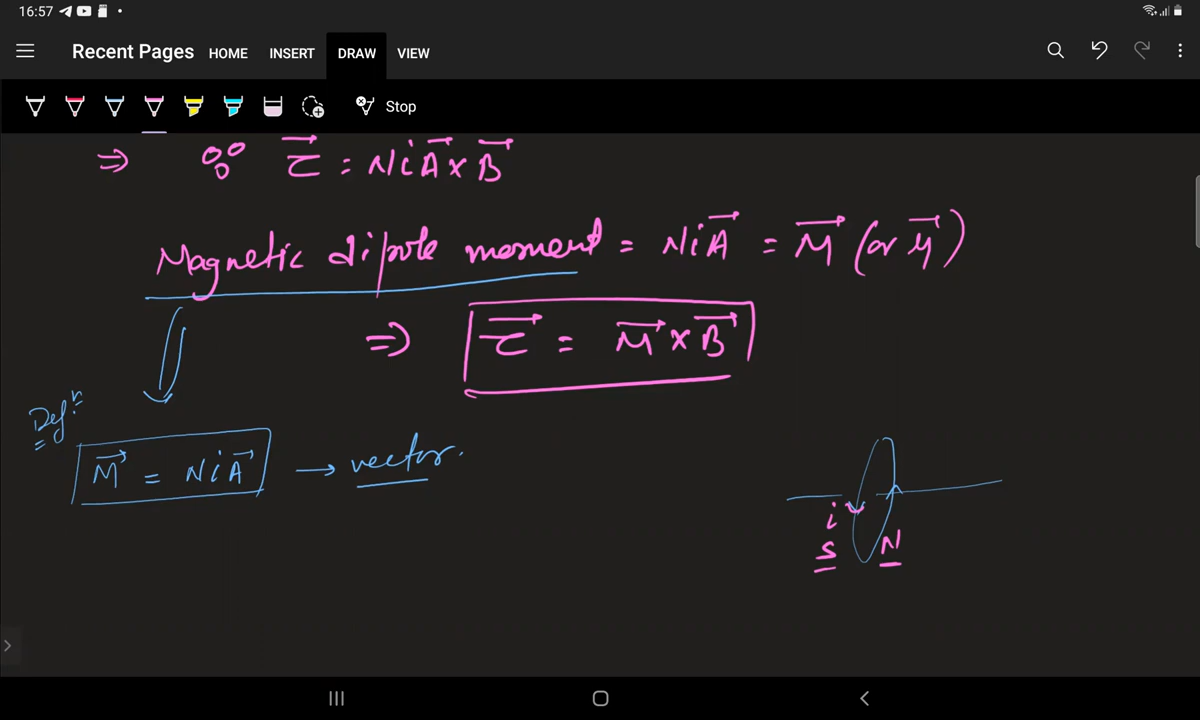 16:57
Recent Pages HOME INSERT DRAW VIEW
Stop
⇒ ∴ τ⃗ = NiA⃗ × B⃗
Magnetic dipole moment = NiA⃗ = M⃗ (or μ⃗)
⇒ τ⃗ = M⃗ × B⃗
Defⁿ:
M⃗ = NiA⃗ → vector.
i
S N